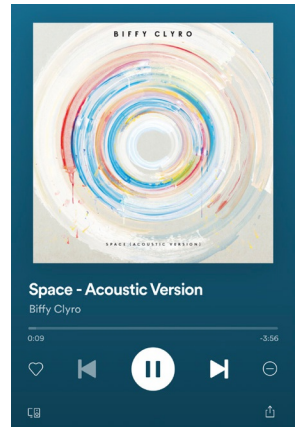 BIFFY CLYRO
SPACE (ACOUSTIC VERSION)
Space - Acoustic Version
Biffy Clyro
0:09 -3:56